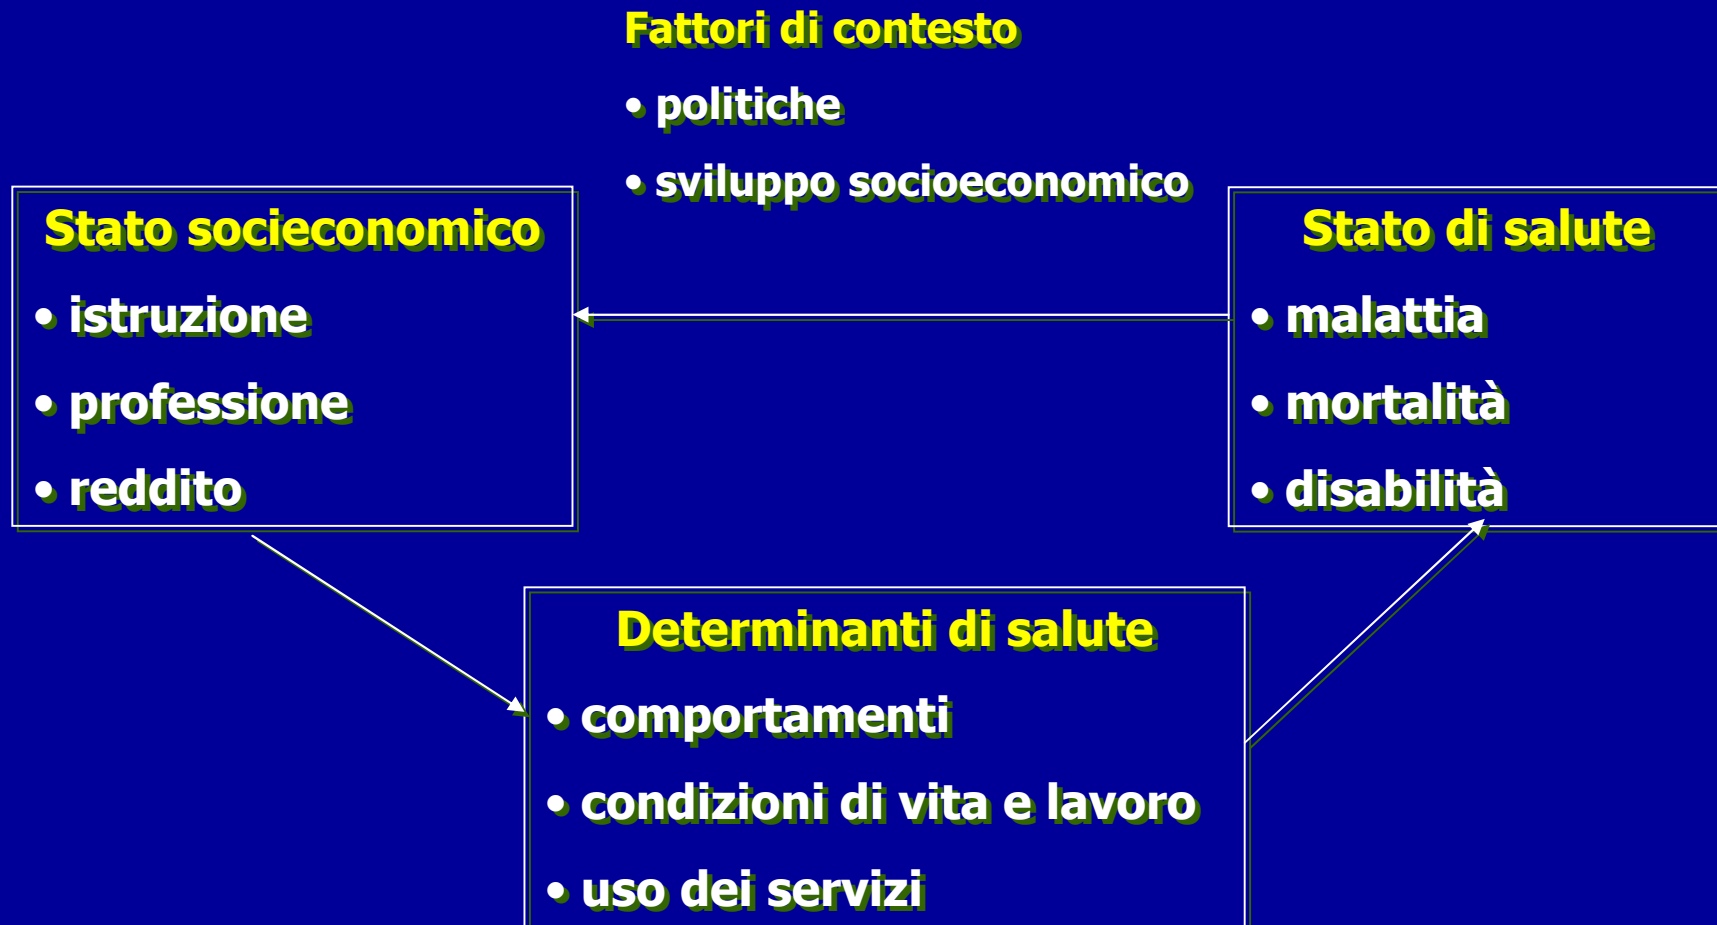 Fattori di contesto
• politiche
• sviluppo socioeconomico
Stato socieconomico
• istruzione
• professione
• reddito
Stato di salute
• malattia
• mortalità
• disabilità
Determinanti di salute
• comportamenti
• condizioni di vita e lavoro
• uso dei servizi